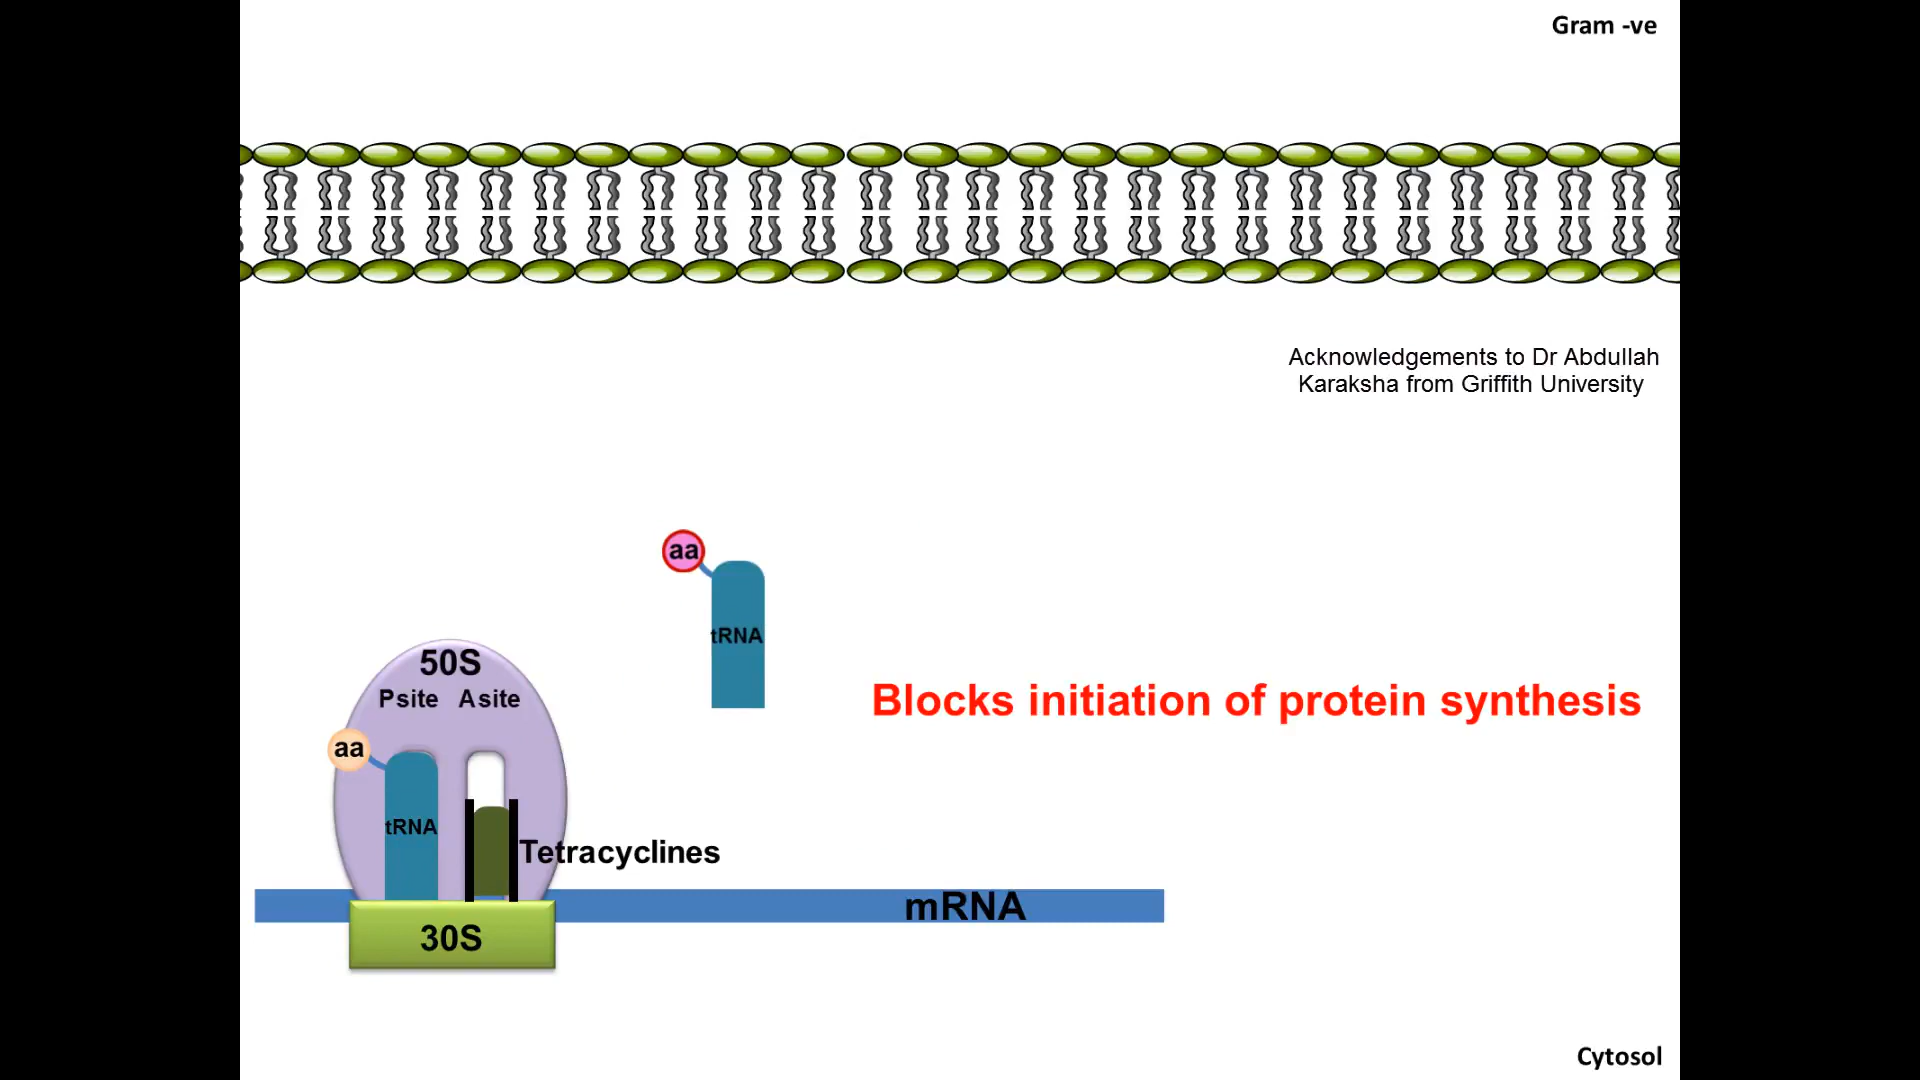 Gram -ve
Acknowledgements to Dr Abdullah
Karaksha from Griffith University
aa
tRNA
50S
Psite Asite
Blocks initiation of protein synthesis
aa
tRNA
Tetracyclines
mRNA
30S
Cytosol